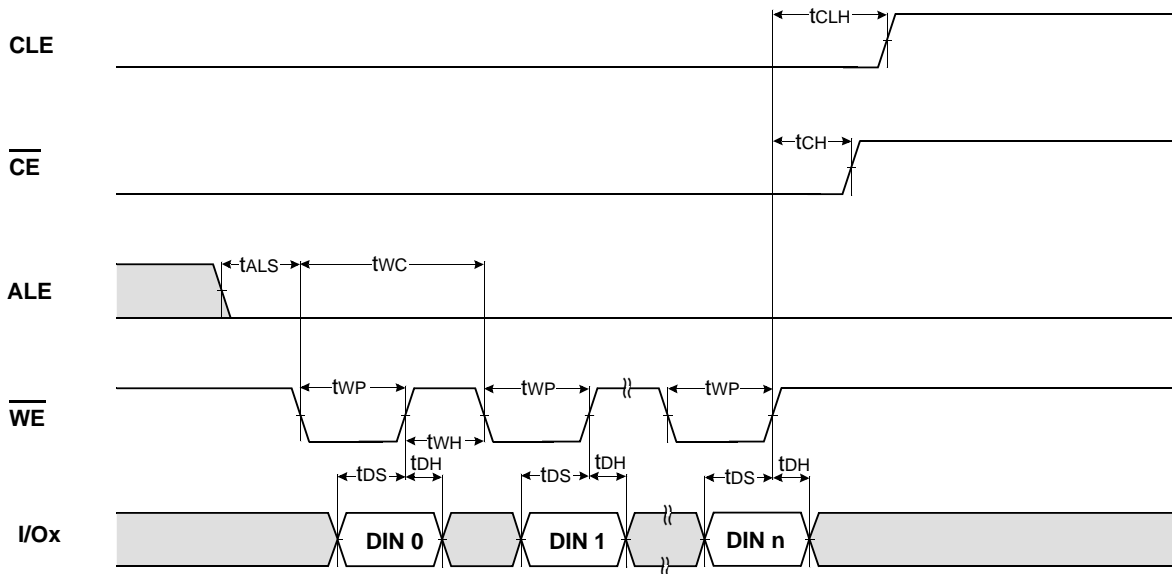 tCLH
CLE
tCH
CE
tALS
tWC
ALE
tWP
tWP
tWP
WE
tWH
tDS
tDH
tDS
tDH
tDS
tDH
I/Ox
DIN 0
DIN 1
DIN n